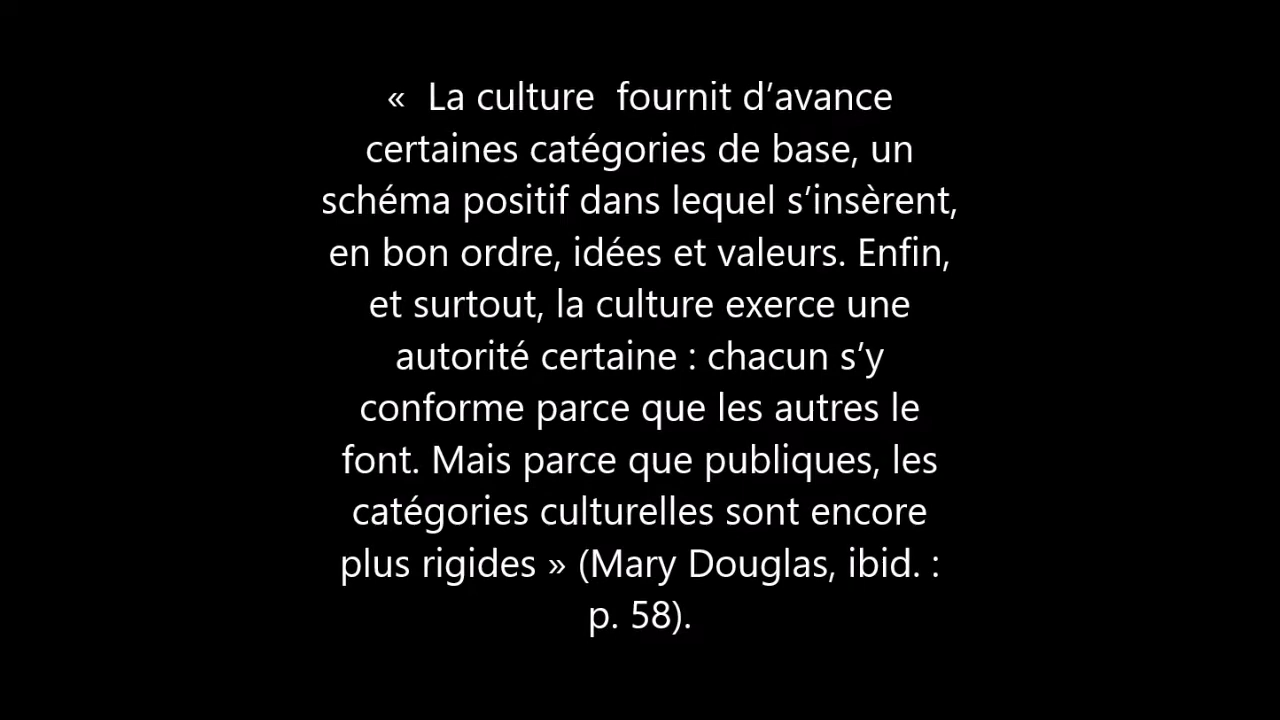 «  La culture  fournit d’avance
certaines catégories de base, un
schéma positif dans lequel s’insèrent,
en bon ordre, idées et valeurs. Enfin,
et surtout, la culture exerce une
autorité certaine : chacun s’y
conforme parce que les autres le
font. Mais parce que publiques, les
catégories culturelles sont encore
plus rigides » (Mary Douglas, ibid. :
p. 58).